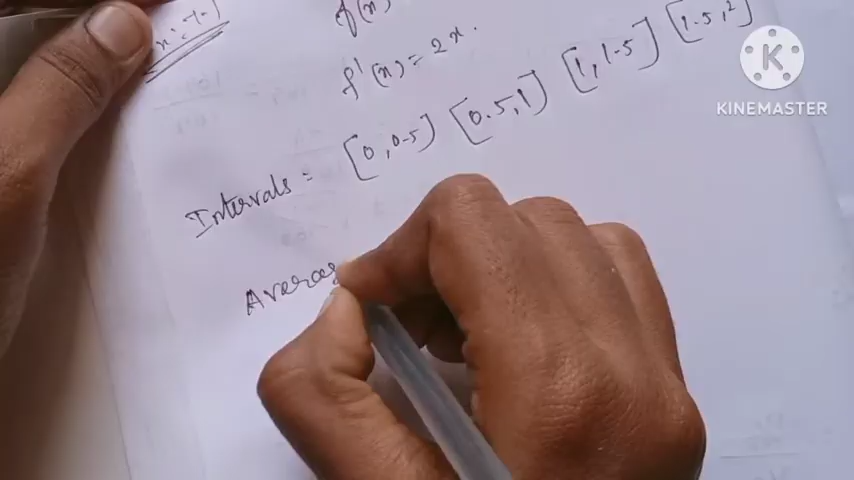 f(x)
f'(x) = 2x.
Intervals = [0, 0.5) [0.5, 1) [1, 1.5] [1.5, 2]
Averag
KINEMASTER